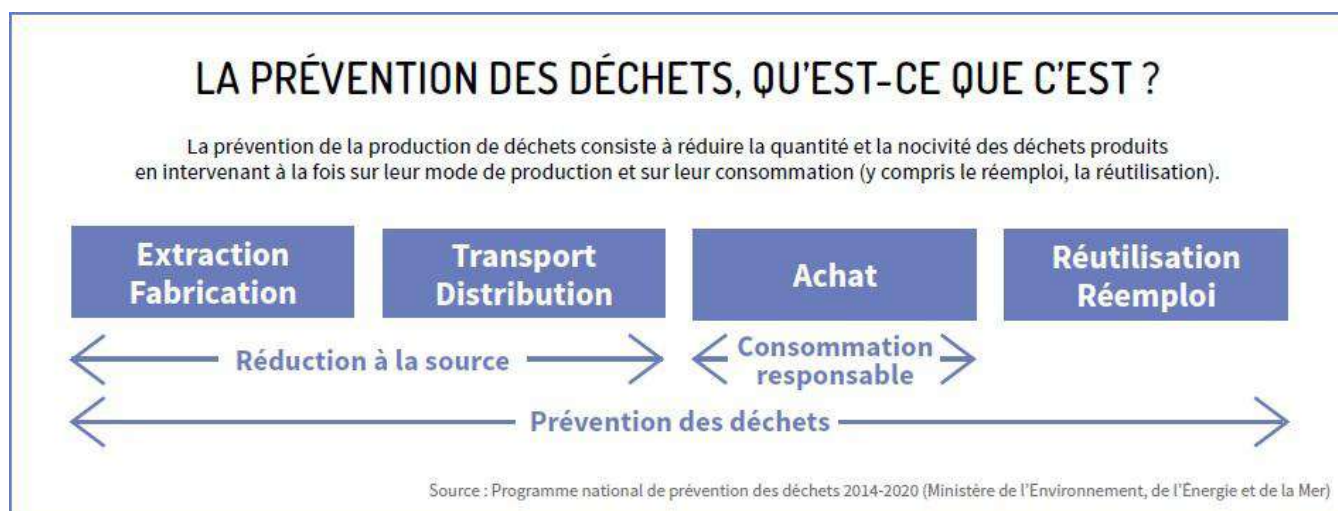 LA PRÉVENTION DES DÉCHETS, QU'EST-CE QUE C'EST ?
La prévention de la production de déchets consiste à réduire la quantité et la nocivité des déchets produits
en intervenant à la fois sur leur mode de production et sur leur consommation (y compris le réemploi, la réutilisation).
Extraction
Fabrication
Transport
Distribution
Achat
Réutilisation
Réemploi
Réduction à la source
Consommation
responsable
Prévention des déchets
Source : Programme national de prévention des déchets 2014-2020 (Ministère de l'Environnement, de l'Énergie et de la Mer)